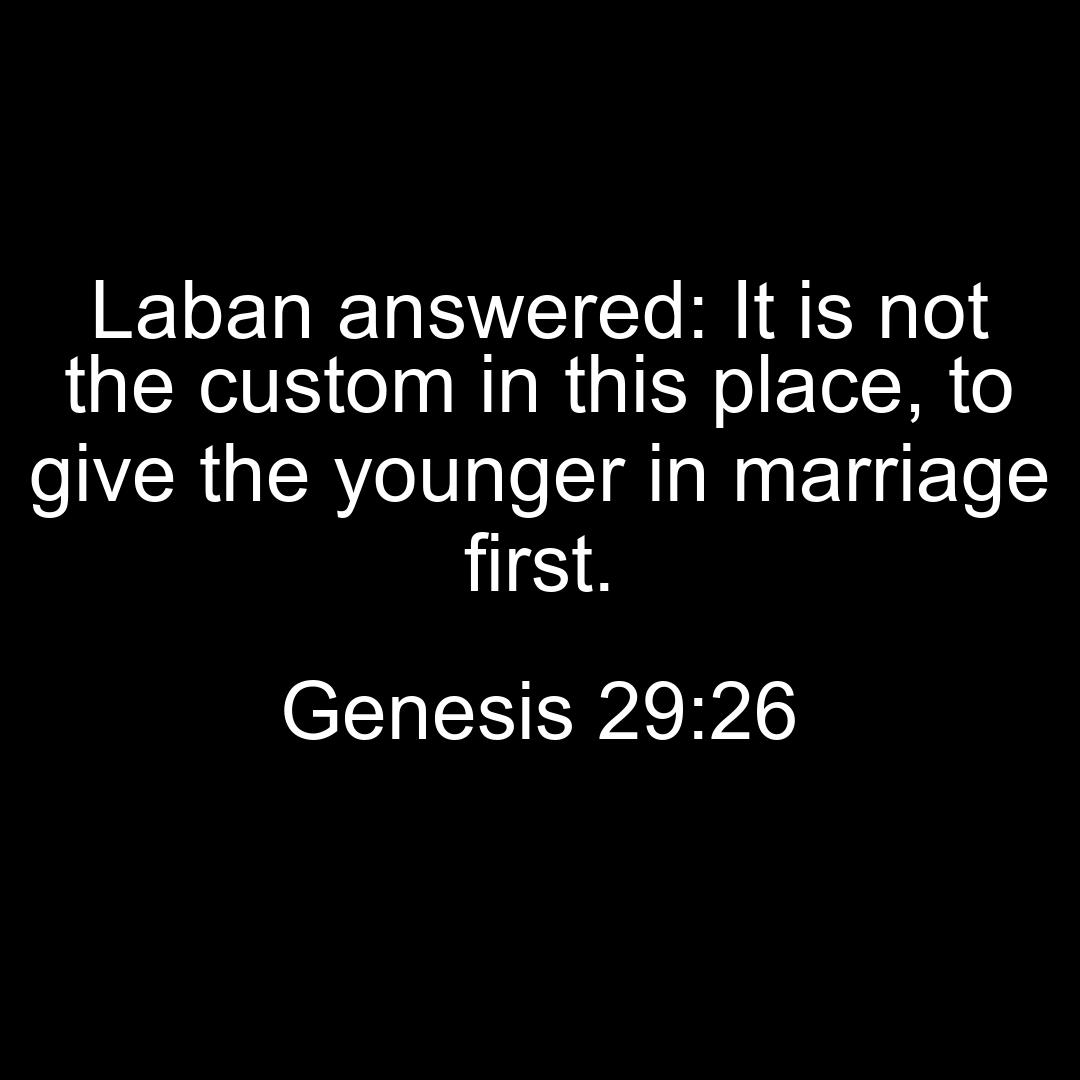 Laban answered: It is not
the custom in this place, to
give the younger in marriage
first.
Genesis 29:26